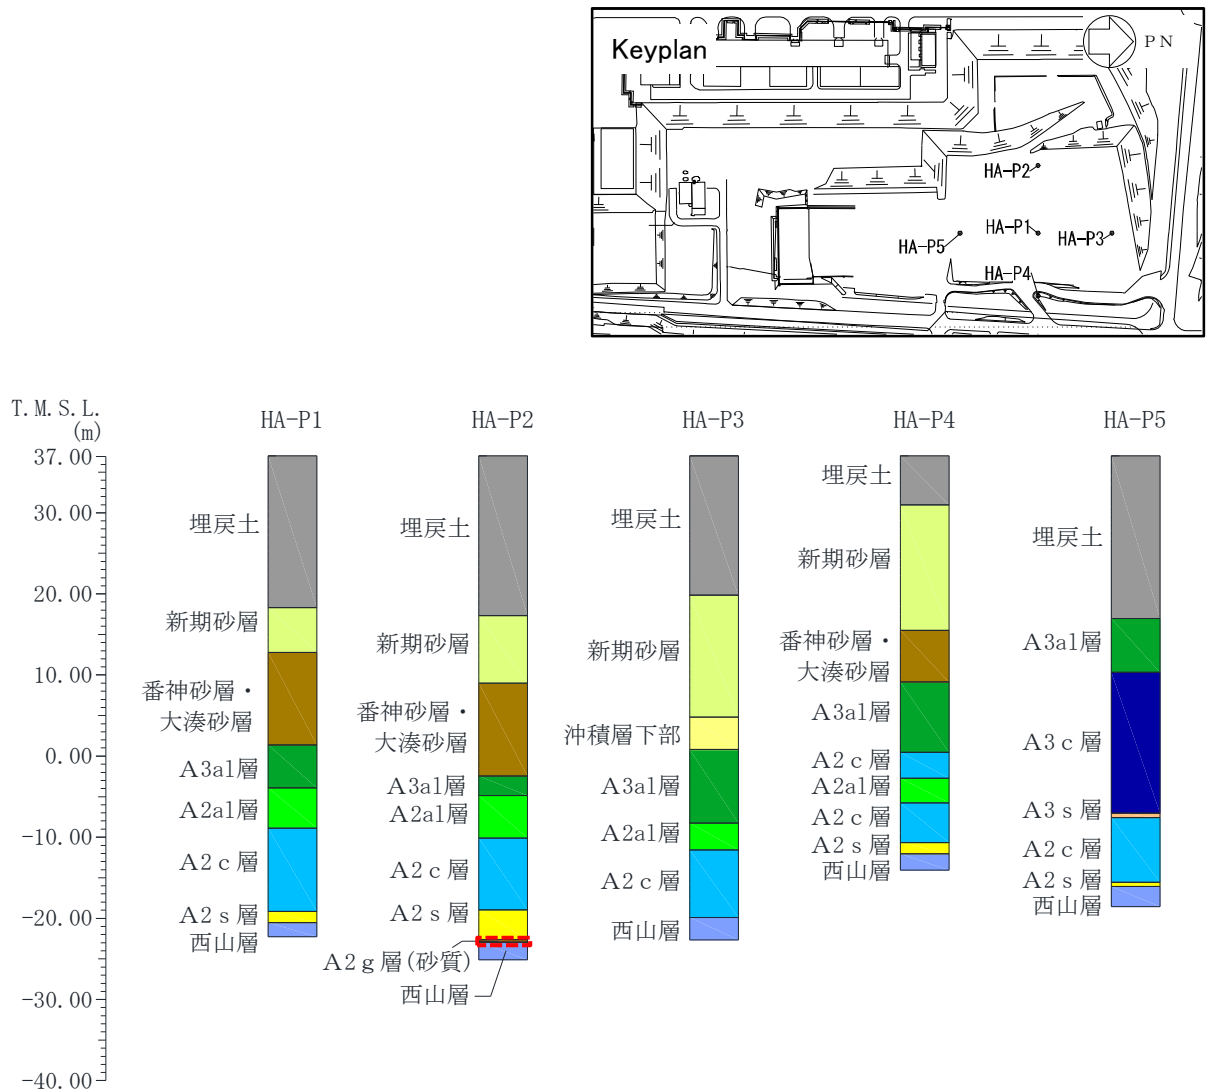 Keyplan
PN
HA-P2
HA-P1
HA-P3
HA-P5
HA-P4
T.M.S.L.
(m)
37.00
30.00
20.00
10.00
0.00
-10.00
-20.00
-30.00
-40.00
HA-P1
埋戻土
新期砂層
番神砂層・
大湊砂層
A3al層
A2al層
A2c層
A2s層
西山層
HA-P2
埋戻土
新期砂層
番神砂層・
大湊砂層
A3al層
A2al層
A2c層
A2s層
A2g層(砂質)
西山層
HA-P3
埋戻土
新期砂層
沖積層下部
A3al層
A2al層
A2c層
西山層
HA-P4
埋戻土
新期砂層
番神砂層・
大湊砂層
A3al層
A2c層
A2al層
A2c層
A2s層
西山層
HA-P5
埋戻土
A3al層
A3c層
A3s層
A2c層
A2s層
西山層